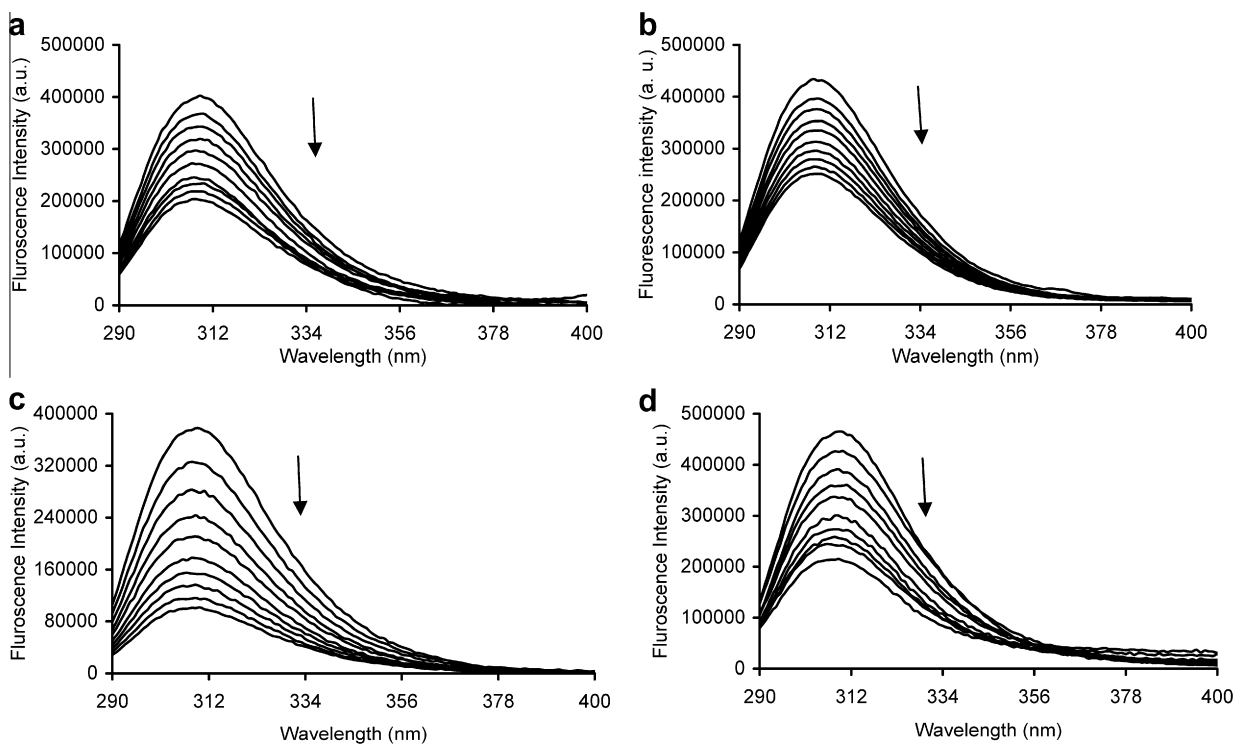 a
500000
400000
300000
200000
100000
0
290 312 334 356 378 400
Wavelength (nm)
Fluroscence Intensity (a.u.)
b
500000
400000
300000
200000
100000
0
290 312 334 356 378 400
Wavelength (nm)
Fluorescence intensity (a. u.)
c
400000
320000
240000
160000
80000
0
290 312 334 356 378 400
Wavelength (nm)
Fluroscence Intensity (a.u.)
d
500000
400000
300000
200000
100000
0
290 312 334 356 378 400
Wavelength (nm)
Fluroscence Intensity (a.u.)